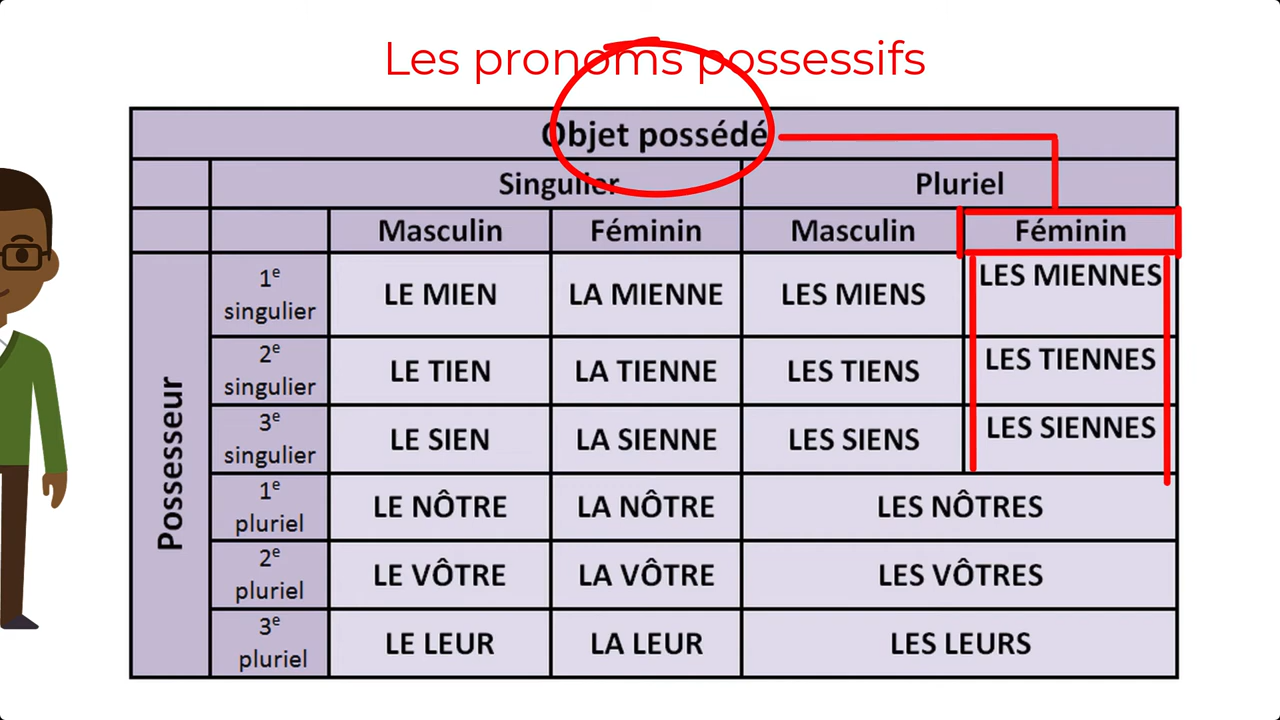 Les pronoms possessifs
Objet possédé
Singulier Pluriel
Masculin Féminin Masculin Féminin
Possesseur
1e singulier LE MIEN LA MIENNE LES MIENS LES MIENNES
2e singulier LE TIEN LA TIENNE LES TIENS LES TIENNES
3e singulier LE SIEN LA SIENNE LES SIENS LES SIENNES
1e pluriel LE NÔTRE LA NÔTRE LES NÔTRES
2e pluriel LE VÔTRE LA VÔTRE LES VÔTRES
3e pluriel LE LEUR LA LEUR LES LEURS